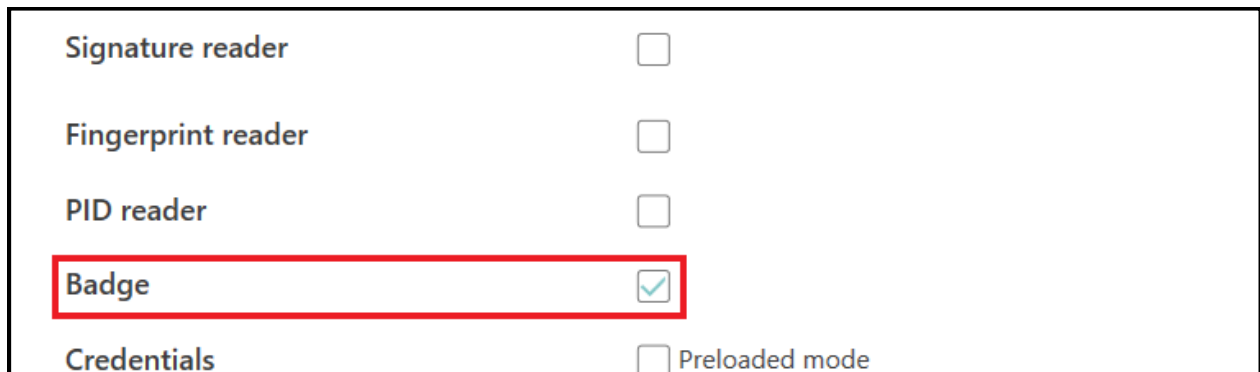 Signature reader
Fingerprint reader
PID reader
Badge
Credentials Preloaded mode